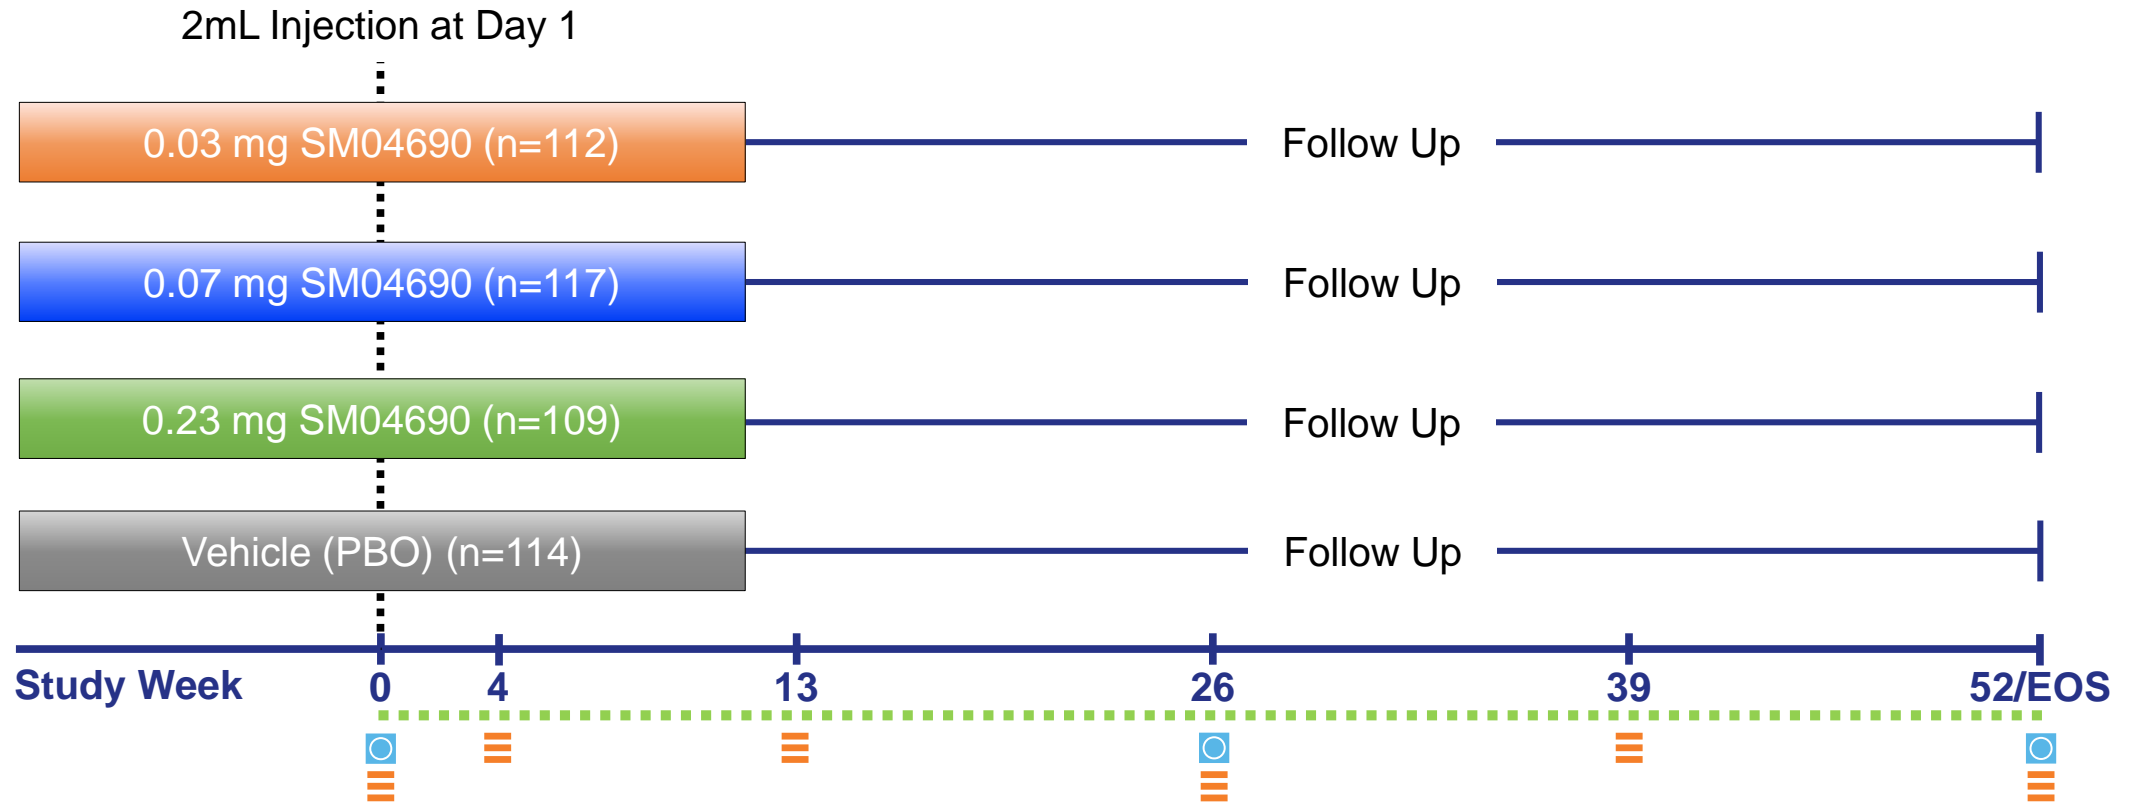 2mL Injection at Day 1
0.03 mg SM04690 (n=112)
Follow Up
0.07 mg SM04690 (n=117)
Follow Up
0.23 mg SM04690 (n=109)
Follow Up
Vehicle (PBO) (n=114)
Follow Up
Study Week 0 4 13 26 39 52/EOS